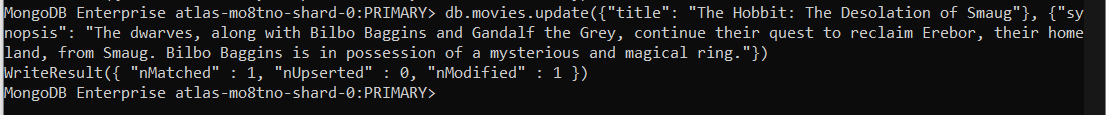 MongoDB Enterprise atlas-mo8tno-shard-0:PRIMARY> db.movies.update({"title": "The Hobbit: The Desolation of Smaug"}, {"sy
nopsis": "The dwarves, along with Bilbo Baggins and Gandalf the Grey, continue their quest to reclaim Erebor, their home
land, from Smaug. Bilbo Baggins is in possession of a mysterious and magical ring."})
WriteResult({ "nMatched" : 1, "nUpserted" : 0, "nModified" : 1 })
MongoDB Enterprise atlas-mo8tno-shard-0:PRIMARY>